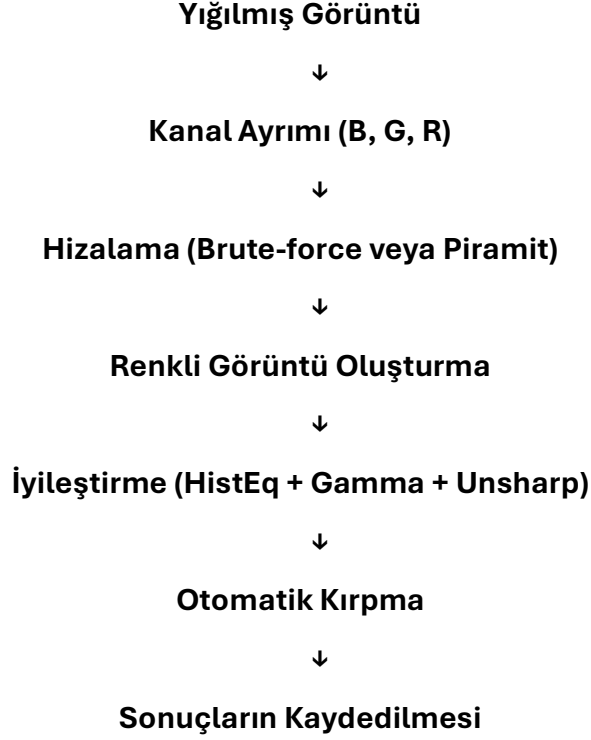 Yığılmış Görüntü
↓
Kanal Ayrımı (B, G, R)
↓
Hizalama (Brute-force veya Piramit)
↓
Renkli Görüntü Oluşturma
↓
İyileştirme (HistEq + Gamma + Unsharp)
↓
Otomatik Kırpma
↓
Sonuçların Kaydedilmesi